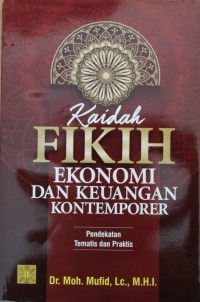 Kaidah
FIKIH
EKONOMI
DAN KEUANGAN
KONTEMPORER
Pendekatan
Tematis dan Praktis
Dr. Moh. Mufid, Lc., M.H.I.